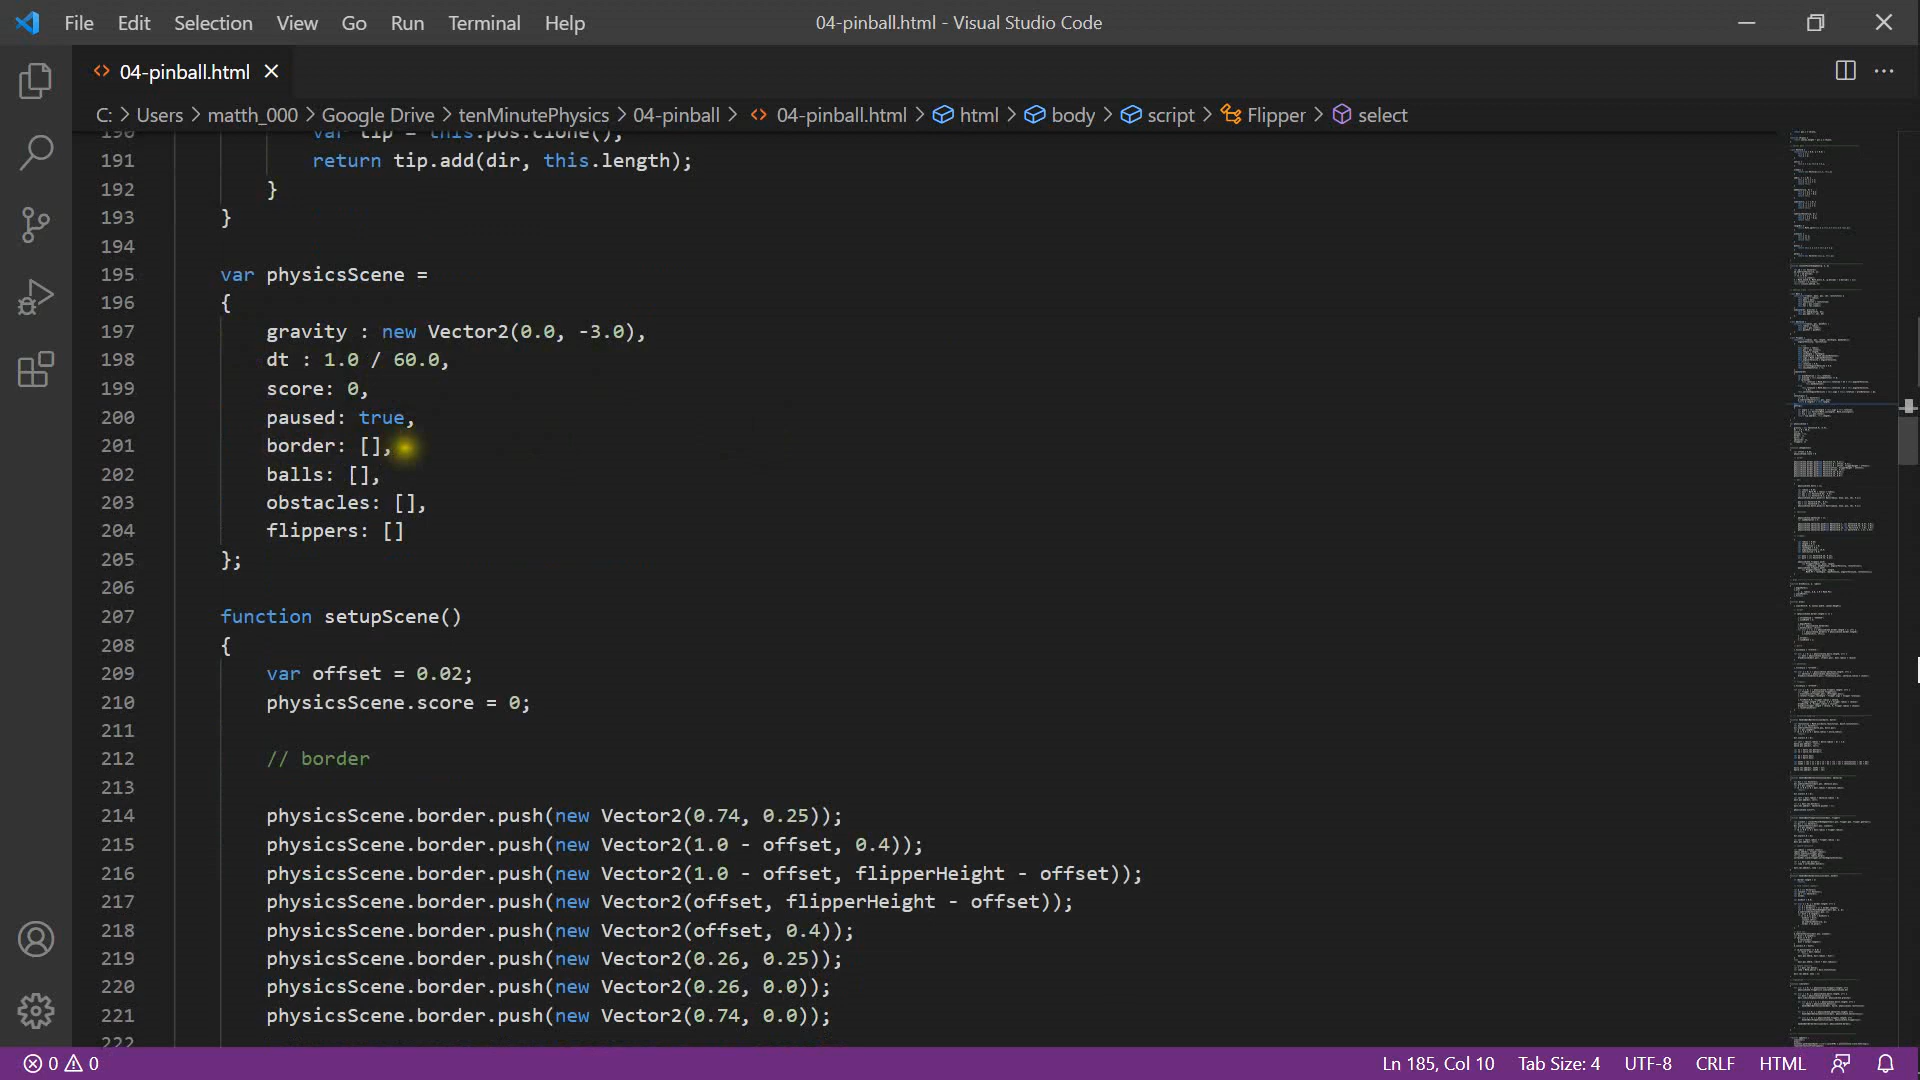 File Edit Selection View Go Run Terminal Help 04-pinball.html - Visual Studio Code
04-pinball.html
C: > Users > matth_000 > Google Drive > tenMinutePhysics > 04-pinball > 04-pinball.html > html > body > script > Flipper > select
190 var tip = this.pos.clone();
191 return tip.add(dir, this.length);
192 }
193 }
194
195 var physicsScene =
196 {
197 gravity : new Vector2(0.0, -3.0),
198 dt : 1.0 / 60.0,
199 score: 0,
200 paused: true,
201 border: [],
202 balls: [],
203 obstacles: [],
204 flippers: []
205 };
206
207 function setupScene()
208 {
209 var offset = 0.02;
210 physicsScene.score = 0;
211
212 // border
213
214 physicsScene.border.push(new Vector2(0.74, 0.25));
215 physicsScene.border.push(new Vector2(1.0 - offset, 0.4));
216 physicsScene.border.push(new Vector2(1.0 - offset, flipperHeight - offset));
217 physicsScene.border.push(new Vector2(offset, flipperHeight - offset));
218 physicsScene.border.push(new Vector2(offset, 0.4));
219 physicsScene.border.push(new Vector2(0.26, 0.25));
220 physicsScene.border.push(new Vector2(0.26, 0.0));
221 physicsScene.border.push(new Vector2(0.74, 0.0));
222
0 0 Ln 185, Col 10 Tab Size: 4 UTF-8 CRLF HTML